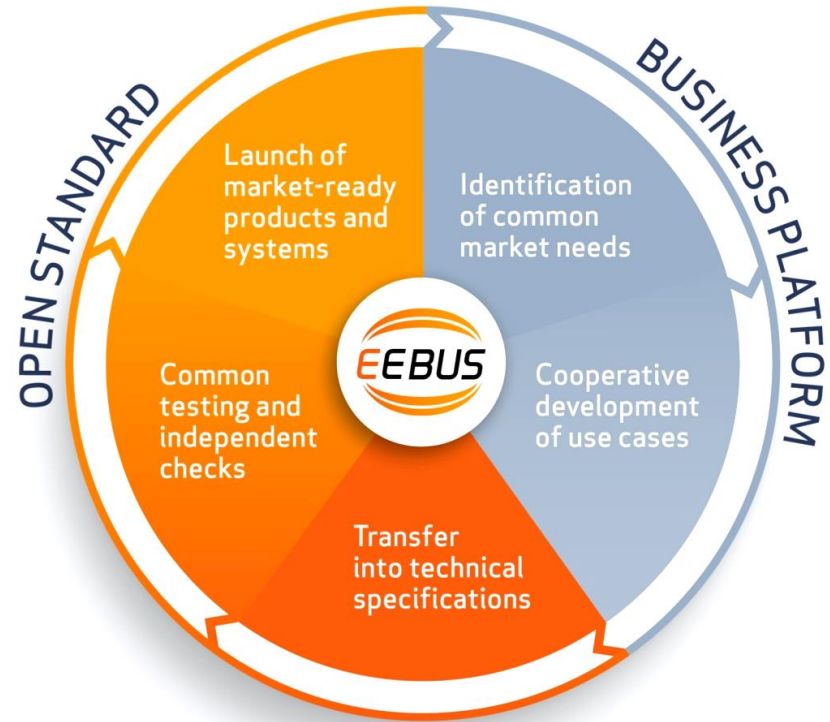 OPEN STANDARD
BUSINESS PLATFORM
Launch of
market-ready
products and
systems
Identification
of common
market needs
EEBUS
Common
testing and
independent
checks
Cooperative
development
of use cases
Transfer
into technical
specifications